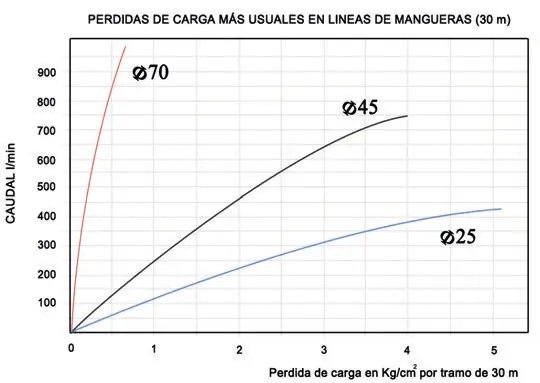 PERDIDAS DE CARGA MÁS USUALES EN LINEAS DE MANGUERAS (30 m)
CAUDAL l/min
900
800
700
600
500
400
300
200
100
Ø70
Ø45
Ø25
0 1 2 3 4 5
Perdida de carga en Kg/cm² por tramo de 30 m